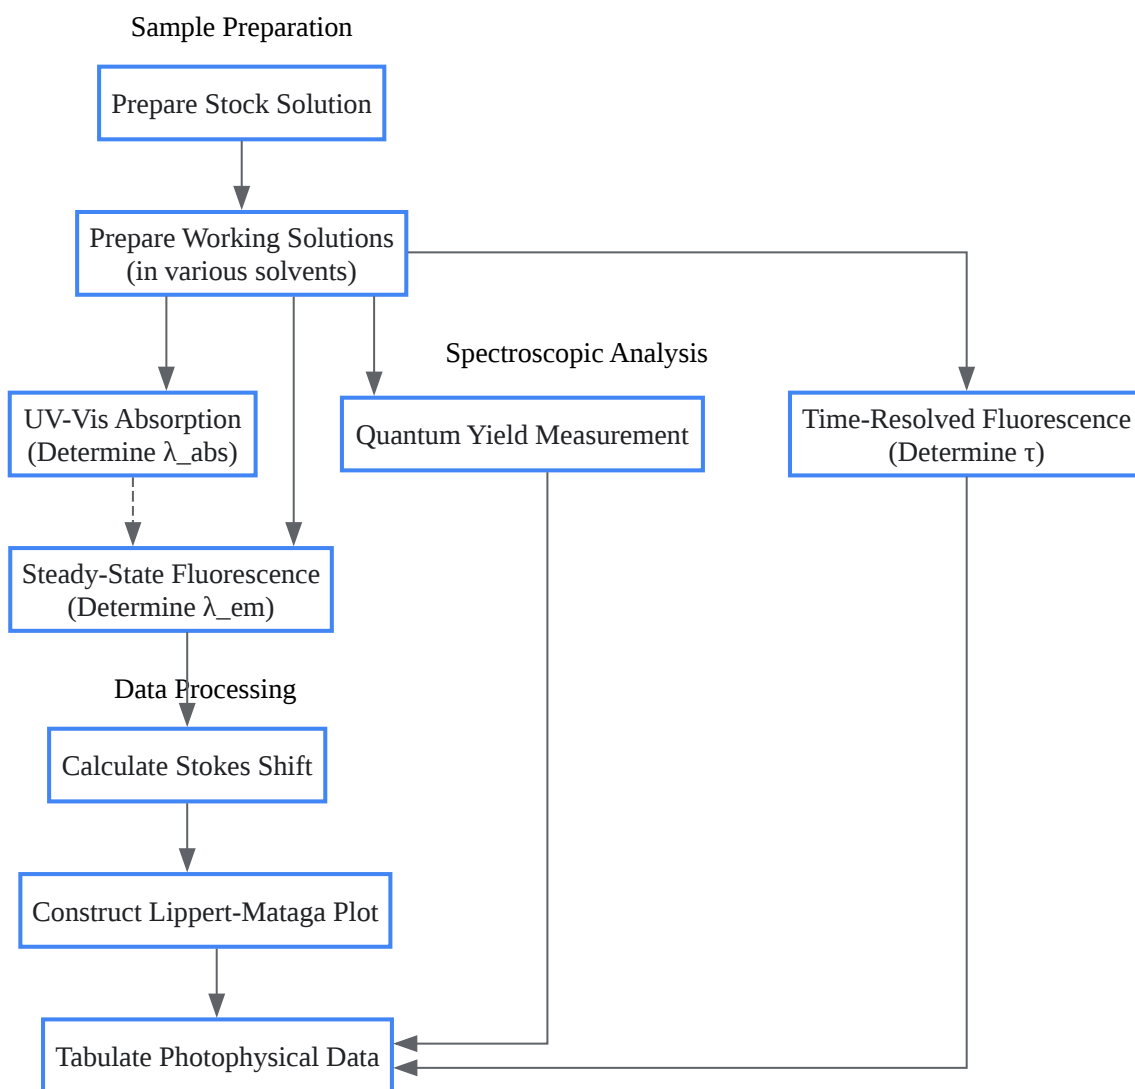 Sample Preparation
Prepare Stock Solution
Prepare Working Solutions
(in various solvents)
Spectroscopic Analysis
UV-Vis Absorption
(Determine λ_abs)
Quantum Yield Measurement
Time-Resolved Fluorescence
(Determine τ)
Steady-State Fluorescence
(Determine λ_em)
Data Processing
Calculate Stokes Shift
Construct Lippert-Mataga Plot
Tabulate Photophysical Data